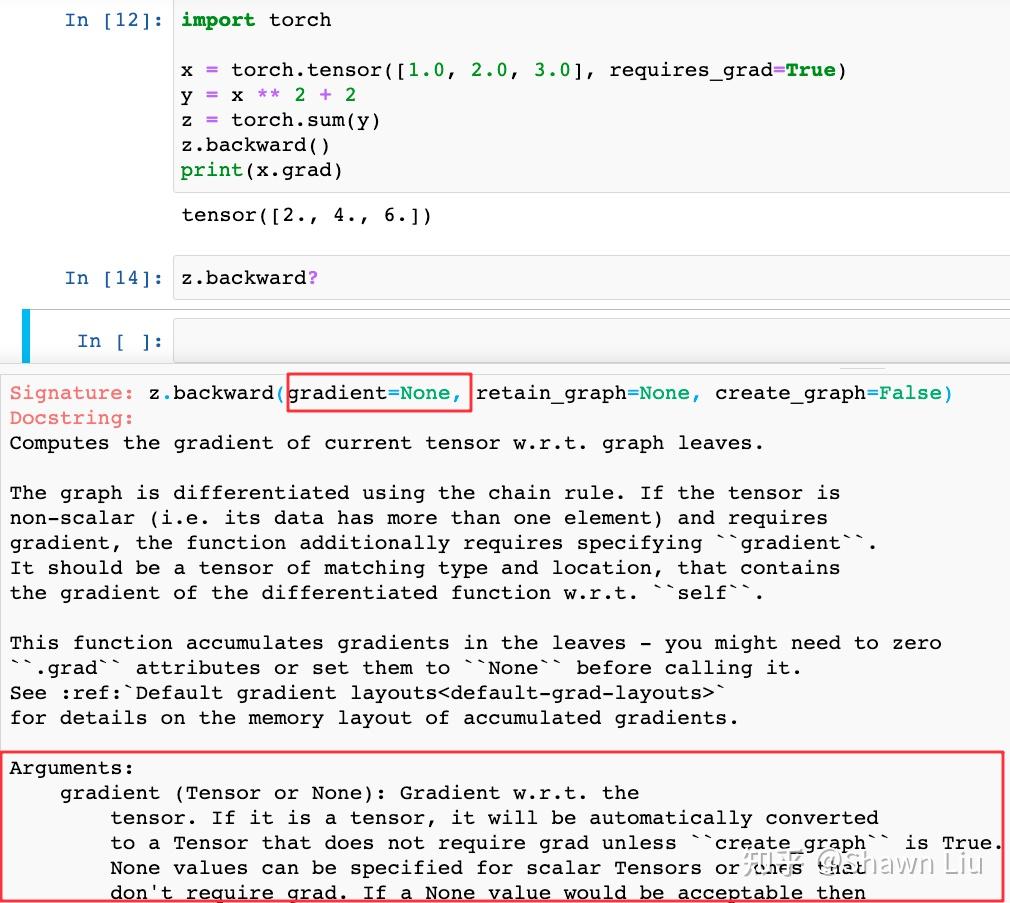 In [12]: import torch
x = torch.tensor([1.0, 2.0, 3.0], requires_grad=True)
y = x ** 2 + 2
z = torch.sum(y)
z.backward()
print(x.grad)
tensor([2., 4., 6.])
In [14]: z.backward?
In [ ]:
Signature: z.backward(gradient=None, retain_graph=None, create_graph=False)
Docstring:
Computes the gradient of current tensor w.r.t. graph leaves.
The graph is differentiated using the chain rule. If the tensor is
non-scalar (i.e. its data has more than one element) and requires
gradient, the function additionally requires specifying ``gradient``.
It should be a tensor of matching type and location, that contains
the gradient of the differentiated function w.r.t. ``self``.
This function accumulates gradients in the leaves - you might need to zero
``.grad`` attributes or set them to ``None`` before calling it.
See :ref:`Default gradient layouts<default-grad-layouts>`
for details on the memory layout of accumulated gradients.
Arguments:
gradient (Tensor or None): Gradient w.r.t. the
tensor. If it is a tensor, it will be automatically converted
to a Tensor that does not require grad unless ``create_graph`` is True.
None values can be specified for scalar Tensors or ones that
don't require grad. If a None value would be acceptable then
知乎 @Shawn Liu